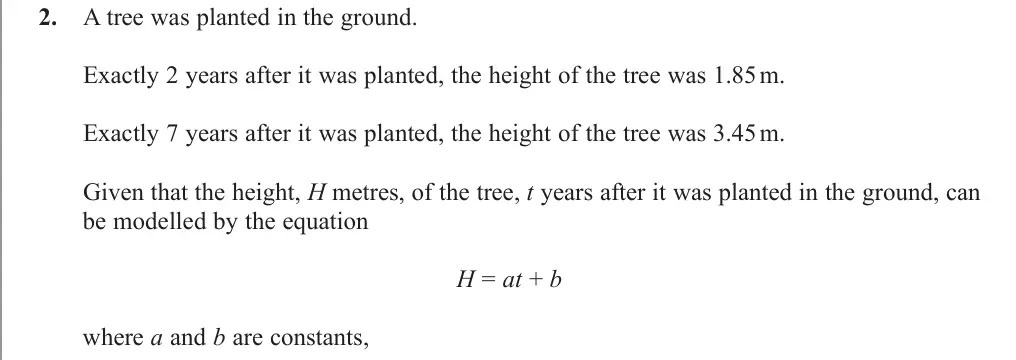 2. A tree was planted in the ground.
Exactly 2 years after it was planted, the height of the tree was 1.85 m.
Exactly 7 years after it was planted, the height of the tree was 3.45 m.
Given that the height, H metres, of the tree, t years after it was planted in the ground, can
be modelled by the equation
H = at + b
where a and b are constants,